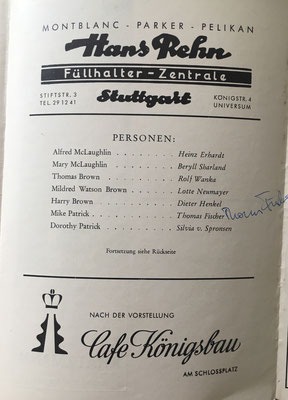 MONTBLANC - PARKER - PELIKAN
Hans Rehn
Füllhalter-Zentrale
STIFTSTR. 3 Stuttgart KÖNIGSTR. 4
TEL. 29 12 41 UNIVERSUM
PERSONEN:
Alfred McLaughlin . . . . . . . . Heinz Erhardt
Mary McLaughlin . . . . . . . . Beryll Sharland
Thomas Brown . . . . . . . . Rolf Wanka
Mildred Watson Brown . . . . . . Lotte Neumayer
Harry Brown . . . . . . . . Dieter Henkel
Mike Patrick . . . . . . . . Thomas Fischer
Dorothy Patrick . . . . . . . . Silvia v. Spronsen
Fortsetzung siehe Rückseite
NACH DER VORSTELLUNG
Cafe Königsbau
AM SCHLOSSPLATZ